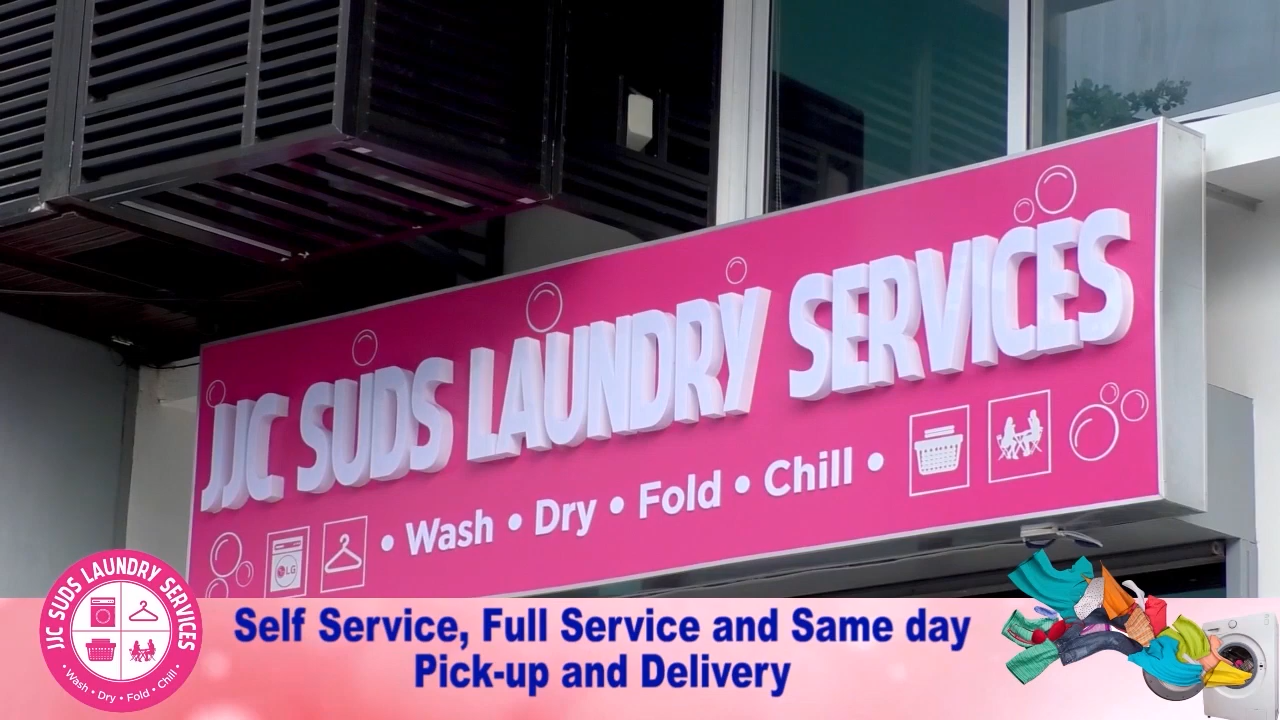 JJC SUDS LAUNDRY SERVICES
• Wash • Dry • Fold • Chill •
LG
JJC SUDS LAUNDRY SERVICES
• Wash • Dry • Fold • Chill •
Self Service, Full Service and Same day
Pick-up and Delivery